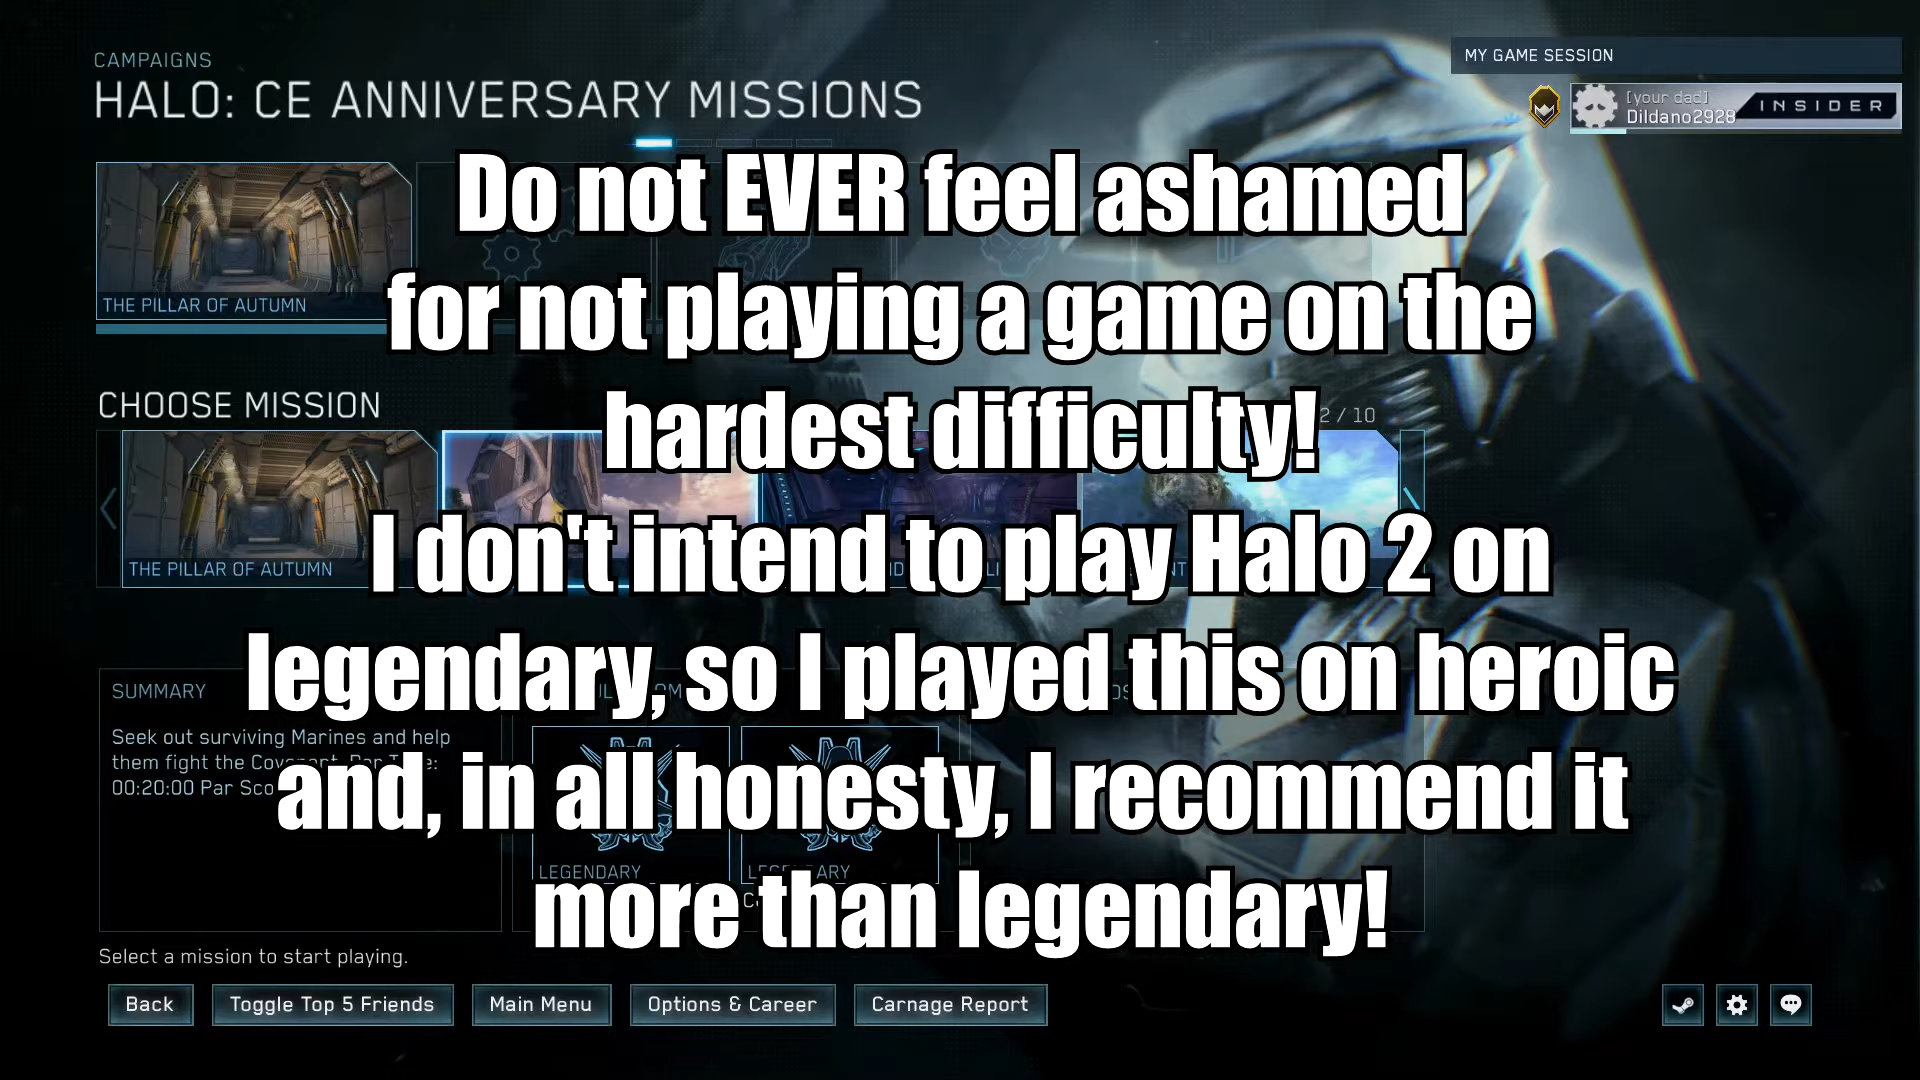 CAMPAIGNS
HALO: CE ANNIVERSARY MISSIONS
MY GAME SESSION
[your dad]
Dildano2928
INSIDER
THE PILLAR OF AUTUMN
Do not EVER feel ashamed
for not playing a game on the
hardest difficulty!
I don't intend to play Halo 2 on
legendary, so I played this on heroic
and, in all honesty, I recommend it
more than legendary!
CHOOSE MISSION
2 / 10
THE PILLAR OF AUTUMN
SUMMARY
Seek out surviving Marines and help
them fight the
00:20:00 Par
LEGENDARY
LEGENDARY
Select a mission to start playing.
Back
Toggle Top 5 Friends
Main Menu
Options & Career
Carnage Report